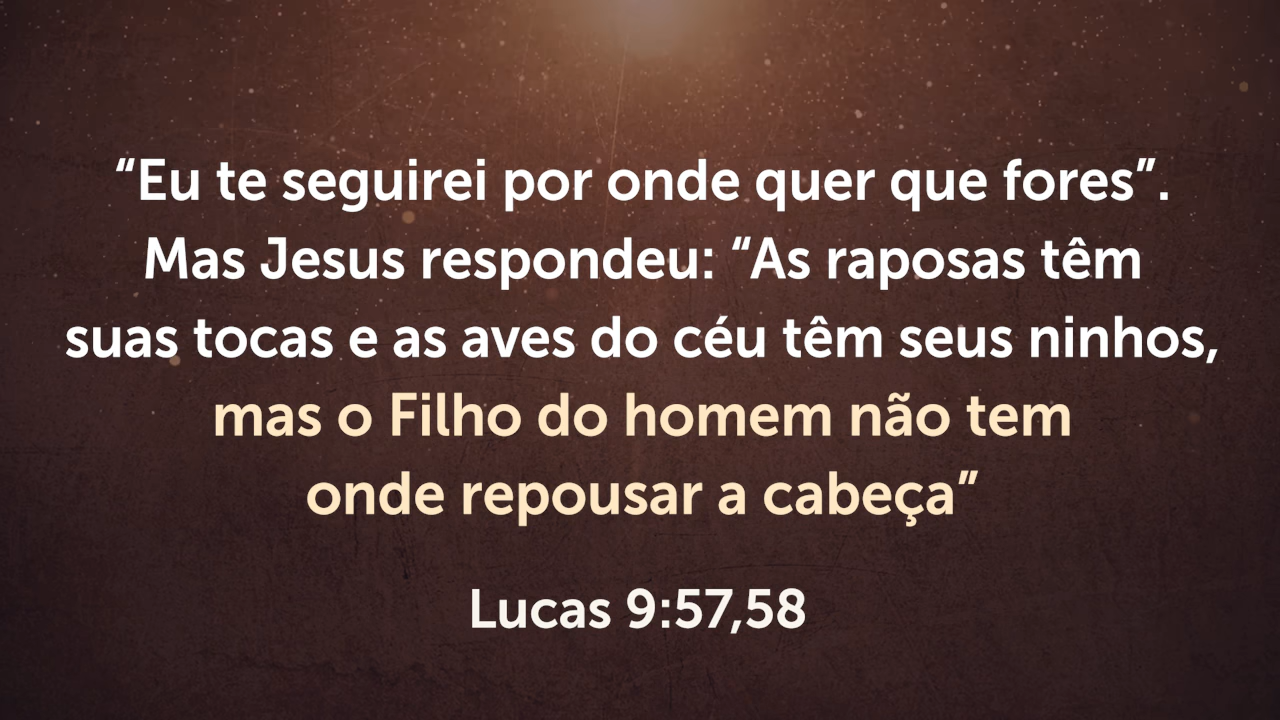 “Eu te seguirei por onde quer que fores”.
Mas Jesus respondeu: “As raposas têm
suas tocas e as aves do céu têm seus ninhos,
mas o Filho do homem não tem
onde repousar a cabeça”
Lucas 9:57,58